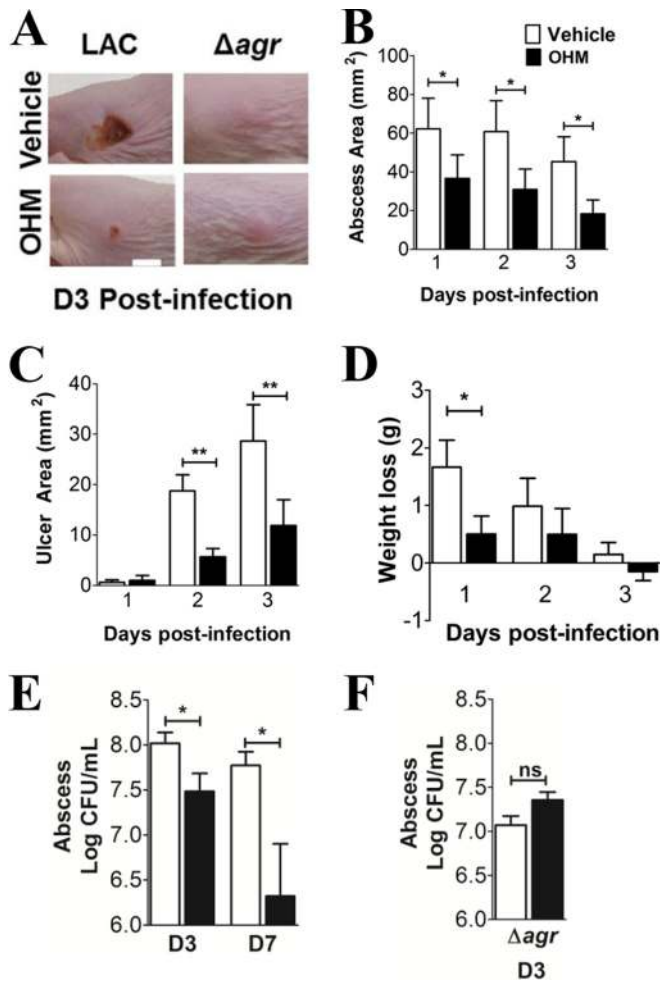 A
LAC Δagr
Vehicle
OHM
D3 Post-infection
B
Vehicle
OHM
Abscess Area (mm²)
100
80
60
40
20
0
* * *
1 2 3
Days post-infection
C
Ulcer Area (mm²)
40
30
20
10
0
** **
1 2 3
Days post-infection
D
Weight loss (g)
3
2
1
0
-1
*
1 2 3
Days post-infection
E
Abscess
Log CFU/mL
8.5
8.0
7.5
7.0
6.5
6.0
* *
D3 D7
F
Abscess
Log CFU/mL
8.5
8.0
7.5
7.0
6.5
6.0
ns
Δagr
D3